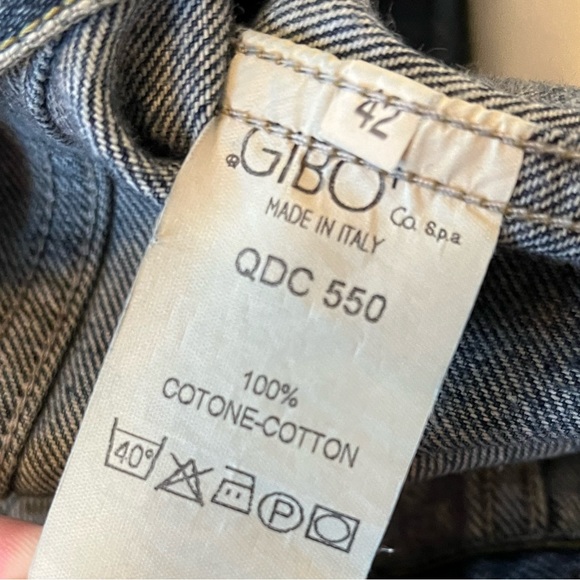 42
GIBO'
Co. s.p.a
MADE IN ITALY
QDC 550
100%
COTONE-COTTON
40°
P